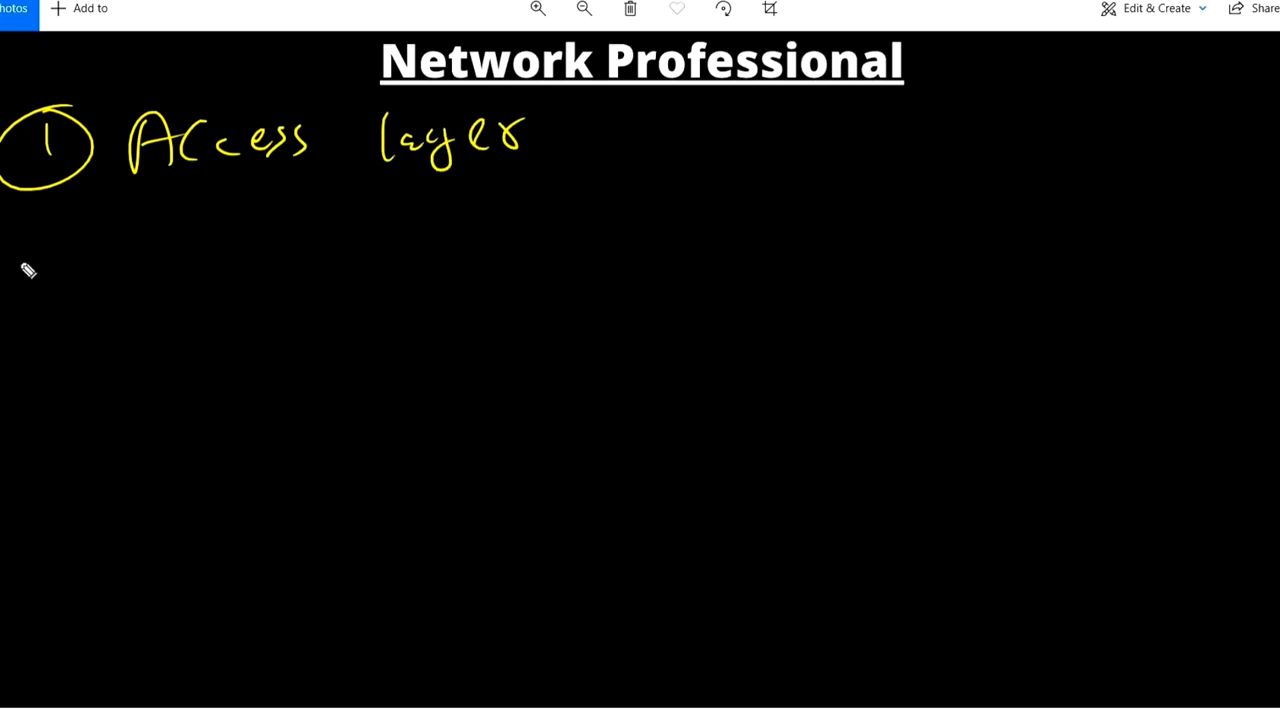 hotos Add to Edit & Create Share
Network Professional
1 Access layer